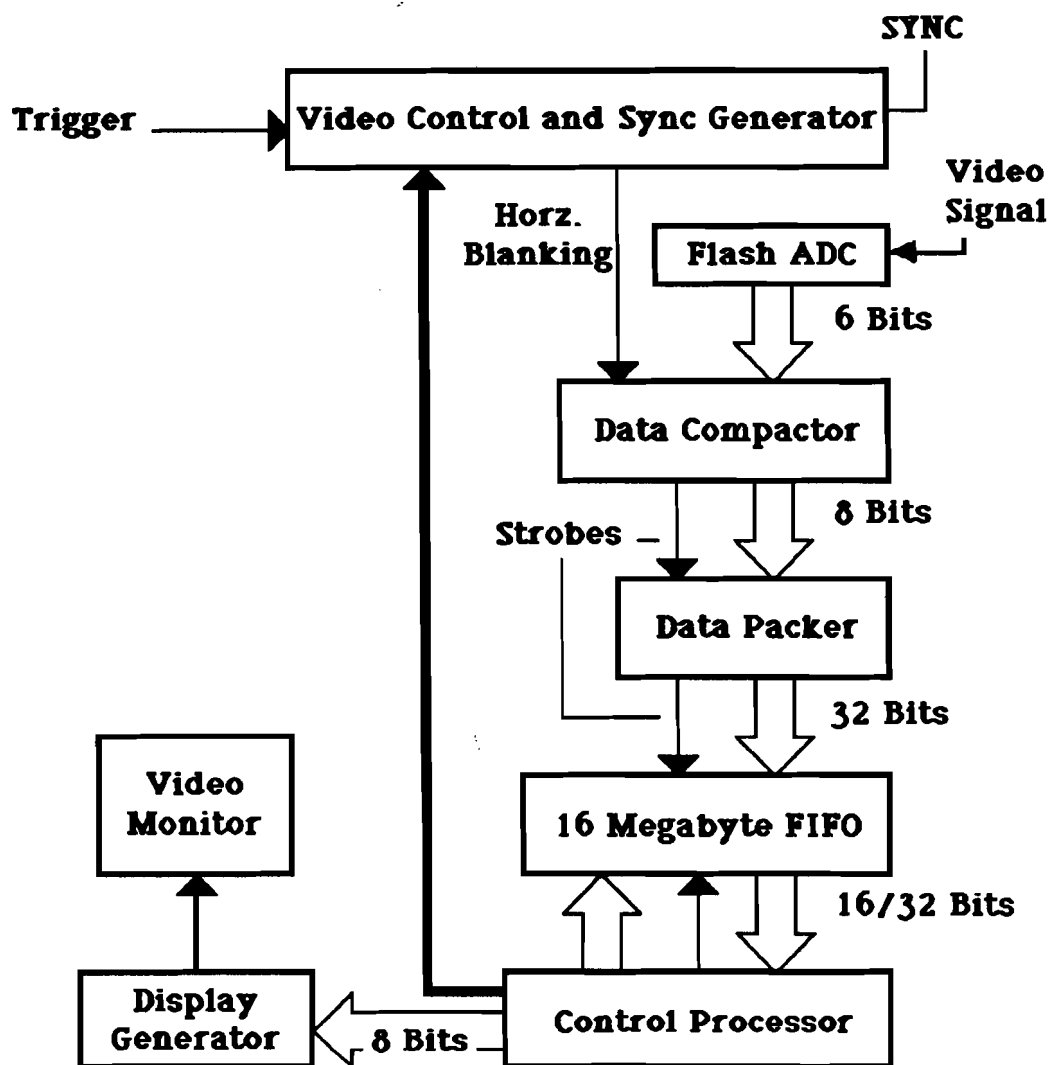 SYNC
Trigger
Video Control and Sync Generator
Video
Signal
Horz.
Blanking
Flash ADC
6 Bits
Data Compactor
8 Bits
Strobes
Data Packer
32 Bits
Video
Monitor
16 Megabyte FIFO
16/32 Bits
Display
Generator
8 Bits
Control Processor